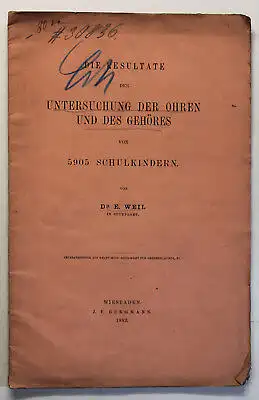 #30836.
DIE RESULTATE
DER
UNTERSUCHUNG DER OHREN
UND DES GEHÖRES
VON
5905 SCHULKINDERN.
VON
DR. E. WEIL
IN STUTTGART.
WIESBADEN.
J. F. BERGMANN.
1882.